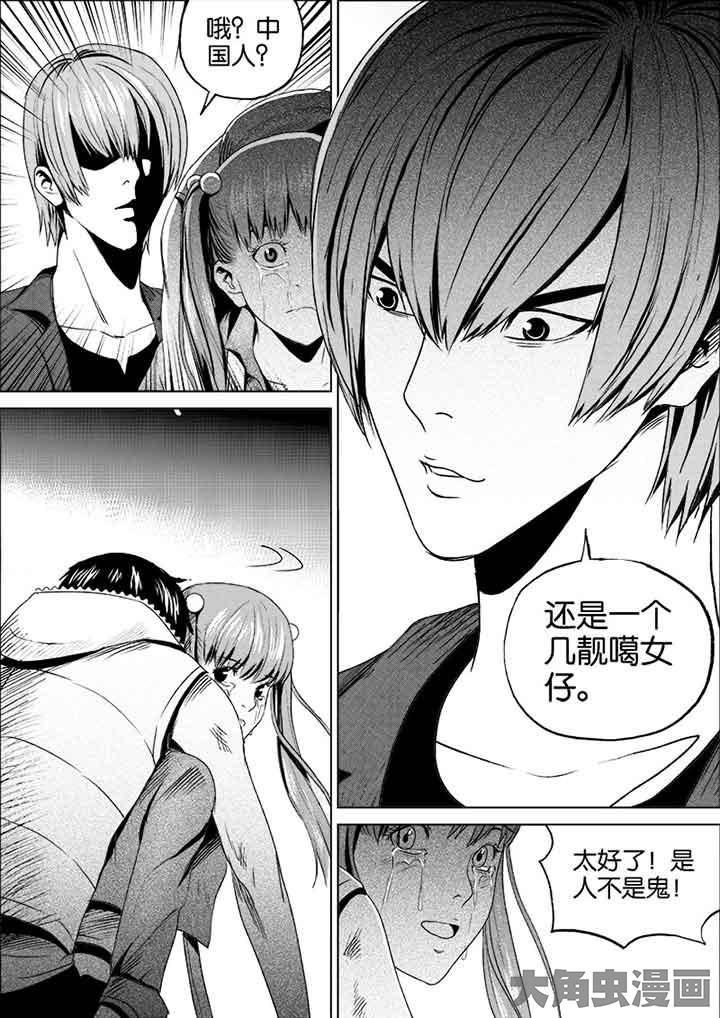 哦？中
国人？
还是一个
几靓噶女
仔。
太好了！是
人不是鬼！
大角虫漫画